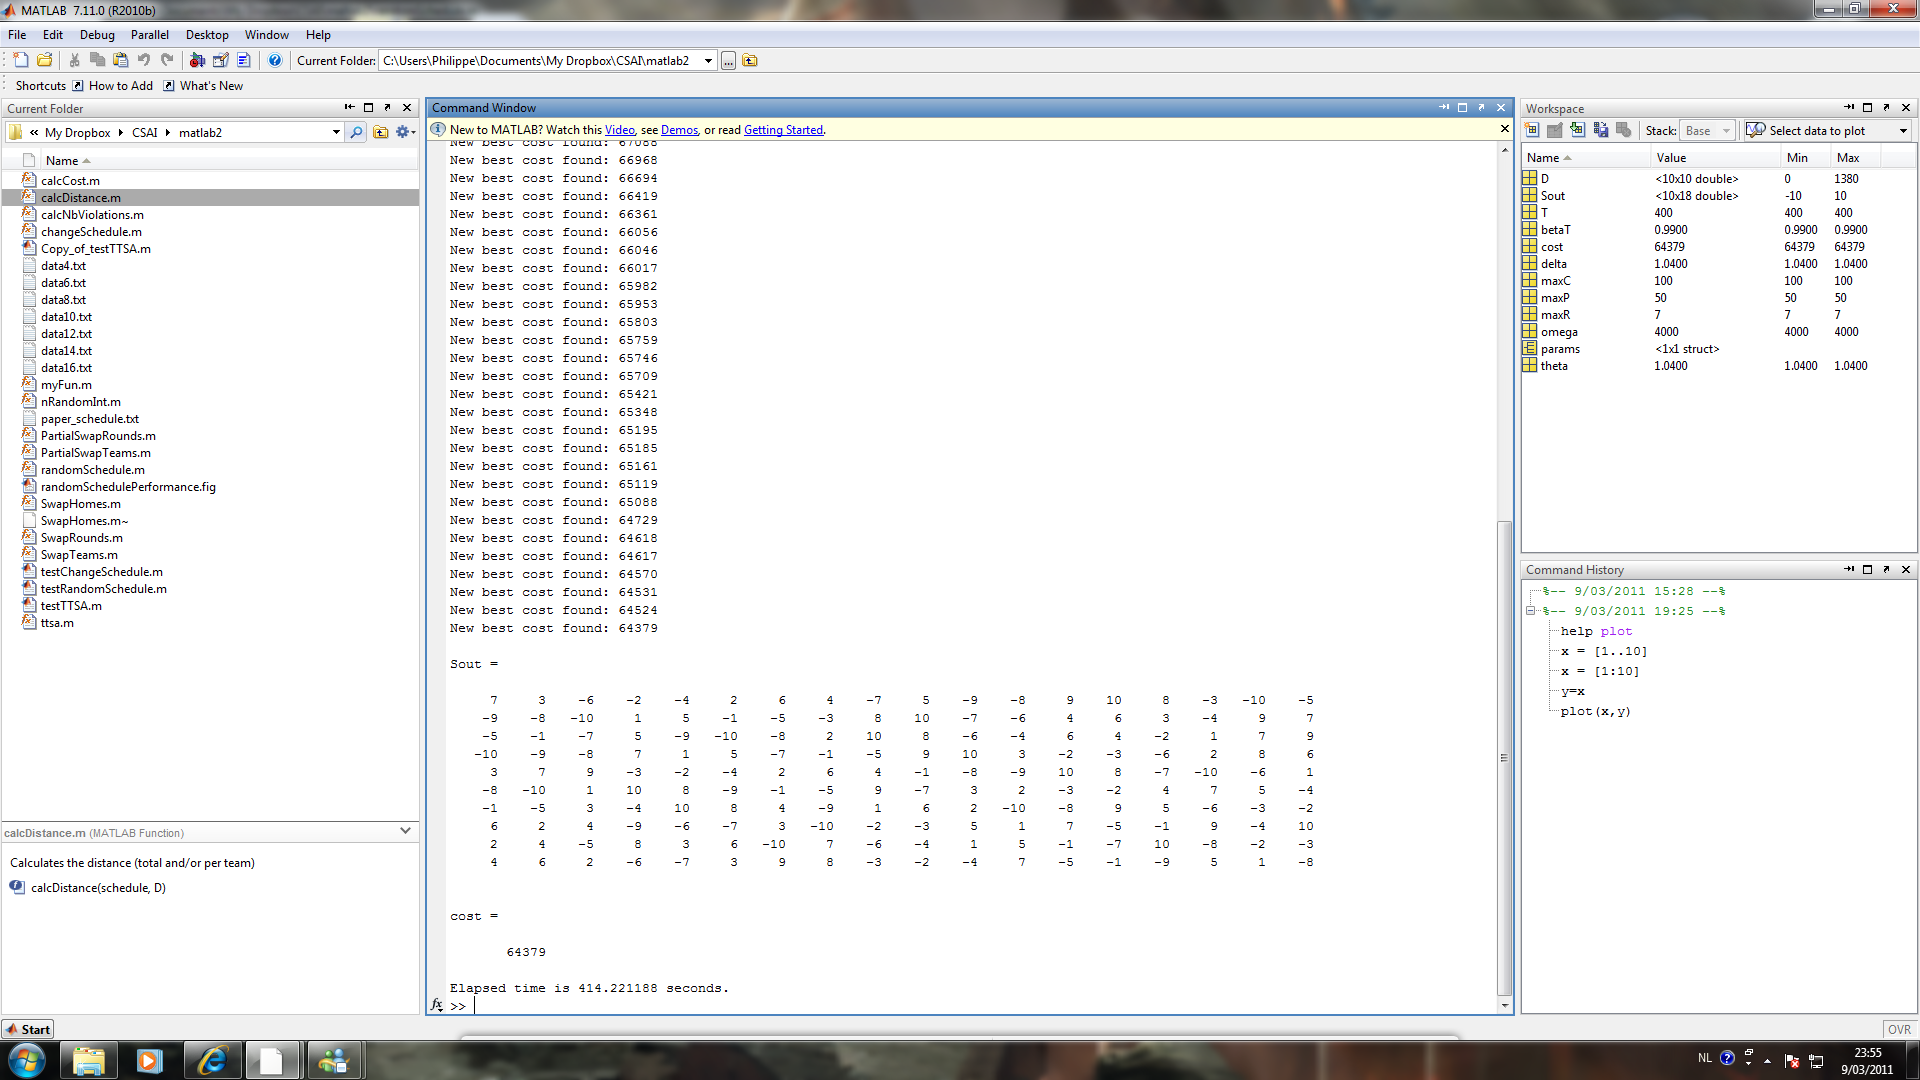 MATLAB 7.11.0 (R2010b)
File Edit Debug Parallel Desktop Window Help
Current Folder: C:\Users\Philippe\Documents\My Dropbox\CSAI\matlab2
Shortcuts How to Add What's New
Current Folder
« My Dropbox CSAI matlab2
Name
calcCost.m
calcDistance.m
calcNbViolations.m
changeSchedule.m
Copy_of_testTTSA.m
data4.txt
data6.txt
data8.txt
data10.txt
data12.txt
data14.txt
data16.txt
myFun.m
nRandomInt.m
paper_schedule.txt
PartialSwapRounds.m
PartialSwapTeams.m
randomSchedule.m
randomSchedulePerformance.fig
SwapHomes.m
SwapHomes.m~
SwapRounds.m
SwapTeams.m
testChangeSchedule.m
testRandomSchedule.m
testTTSA.m
ttsa.m
calcDistance.m (MATLAB Function)
Calculates the distance (total and/or per team)
calcDistance(schedule, D)
Command Window
New to MATLAB? Watch this Video, see Demos, or read Getting Started.
New best cost found: 67088
New best cost found: 66968
New best cost found: 66694
New best cost found: 66419
New best cost found: 66361
New best cost found: 66056
New best cost found: 66046
New best cost found: 66017
New best cost found: 65982
New best cost found: 65953
New best cost found: 65803
New best cost found: 65759
New best cost found: 65746
New best cost found: 65709
New best cost found: 65421
New best cost found: 65348
New best cost found: 65195
New best cost found: 65185
New best cost found: 65161
New best cost found: 65119
New best cost found: 65088
New best cost found: 64729
New best cost found: 64618
New best cost found: 64617
New best cost found: 64570
New best cost found: 64531
New best cost found: 64524
New best cost found: 64379
Sout =
7 3 -6 -2 -4 2 6 4 -7 5 -9 -8 9 10 8 -3 -10 -5
-9 -8 -10 1 5 -1 -5 -3 8 10 -7 -6 4 6 3 -4 9 7
-5 -1 -7 5 -9 -10 -8 2 10 8 -6 -4 6 4 -2 1 7 9
-10 -9 -8 7 1 5 -7 -1 -5 9 10 3 -2 -3 -6 2 8 6
3 7 9 -3 -2 -4 2 6 4 -1 -8 -9 10 8 -7 -10 -6 1
-8 -10 1 10 8 -9 -1 -5 9 -7 3 2 -3 -2 4 7 5 -4
-1 -5 3 -4 10 8 4 -9 1 6 2 -10 -8 9 5 -6 -3 -2
6 2 4 -9 -6 -7 3 -10 -2 -3 5 1 7 -5 -1 9 -4 10
2 4 -5 8 3 6 -10 7 -6 -4 1 5 -1 -7 10 -8 -2 -3
4 6 2 -6 -7 3 9 8 -3 -2 -4 7 -5 -1 -9 5 1 -8
cost =
64379
Elapsed time is 414.221188 seconds.
fx >>
Workspace
Stack: Base Select data to plot
Name Value Min Max
D <10x10 double> 0 1380
Sout <10x18 double> -10 10
T 400 400 400
betaT 0.9900 0.9900 0.9900
cost 64379 64379 64379
delta 1.0400 1.0400 1.0400
maxC 100 100 100
maxP 50 50 50
maxR 7 7 7
omega 4000 4000 4000
params <1x1 struct>
theta 1.0400 1.0400 1.0400
Command History
%-- 9/03/2011 15:28 --%
%-- 9/03/2011 19:25 --%
help plot
x = [1..10]
x = [1:10]
y=x
plot(x,y)
Start
OVR
NL
23:55
9/03/2011